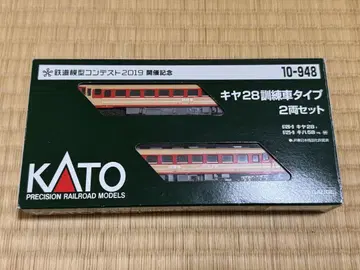 鉄道模型コンテスト2019 開催記念
10-948
キヤ28訓練車タイプ
2両セット
KATO
PRECISION RAILROAD MODELS